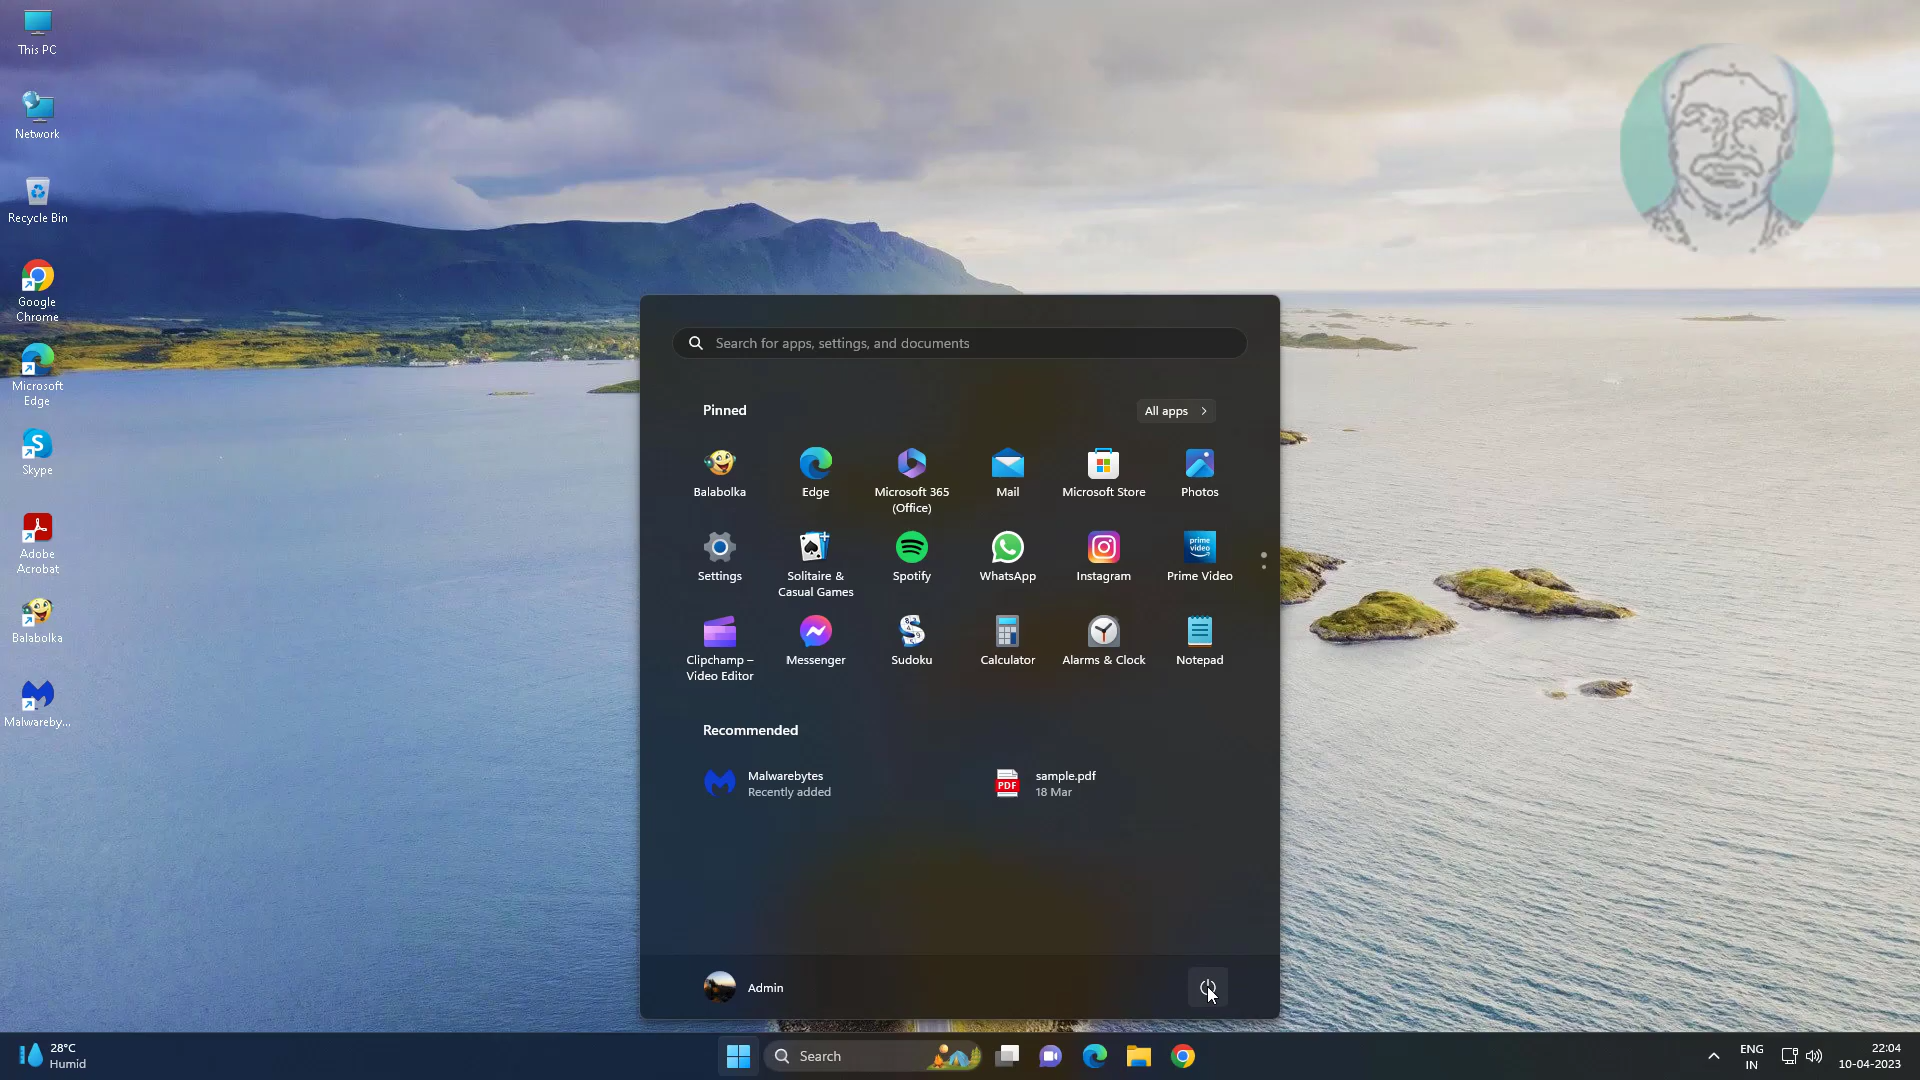 This PC
Network
Recycle Bin
Google
Chrome
Microsoft
Edge
Skype
Adobe
Acrobat
Balabolka
Malwareby...
Search for apps, settings, and documents
Pinned
All apps
Balabolka
Edge
Microsoft 365
(Office)
Mail
Microsoft Store
Photos
Settings
Solitaire &
Casual Games
Spotify
WhatsApp
Instagram
prime
video
Prime Video
Clipchamp –
Video Editor
Messenger
Sudoku
Calculator
Alarms & Clock
Notepad
Recommended
Malwarebytes
Recently added
PDF
sample.pdf
18 Mar
Admin
28°C
Humid
Search
ENG
IN
22:04
10-04-2023